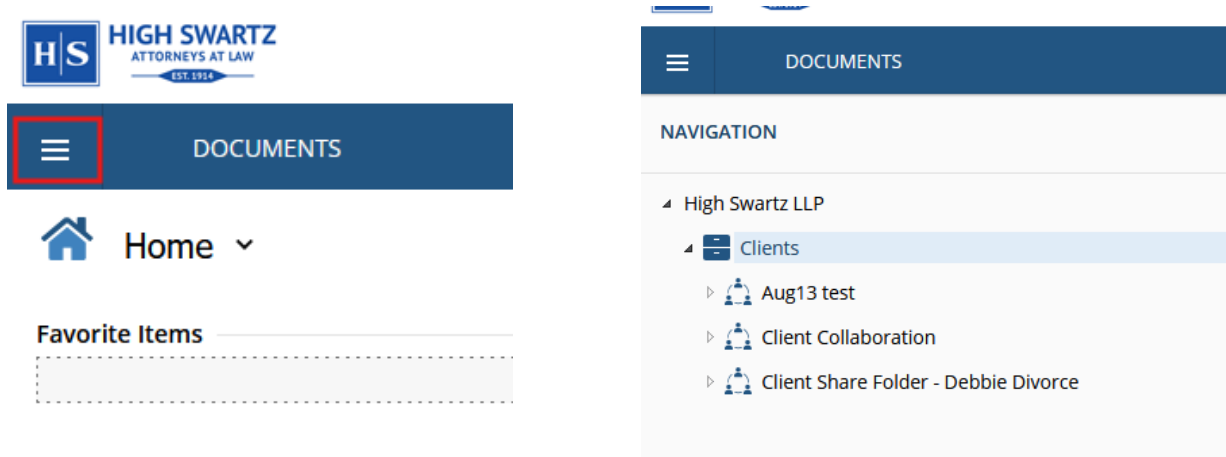 H|S
HIGH SWARTZ
ATTORNEYS AT LAW
EST. 1914
DOCUMENTS
Home
Favorite Items
DOCUMENTS
NAVIGATION
High Swartz LLP
Clients
Aug13 test
Client Collaboration
Client Share Folder - Debbie Divorce